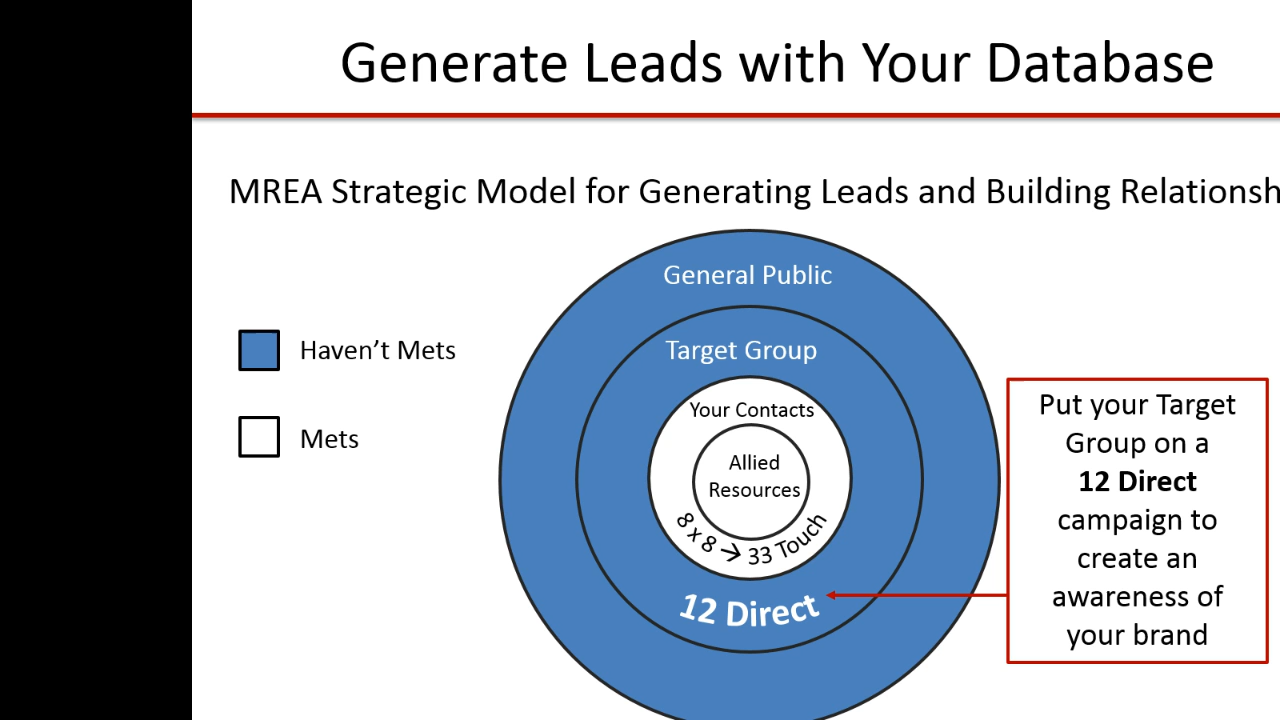 Generate Leads with Your Database
MREA Strategic Model for Generating Leads and Building Relationsh
General Public
Target Group
Haven't Mets
Mets
Your Contacts
Allied
Resources
8 x 8 → 33 Touch
12 Direct
Put your Target
Group on a
12 Direct
campaign to
create an
awareness of
your brand